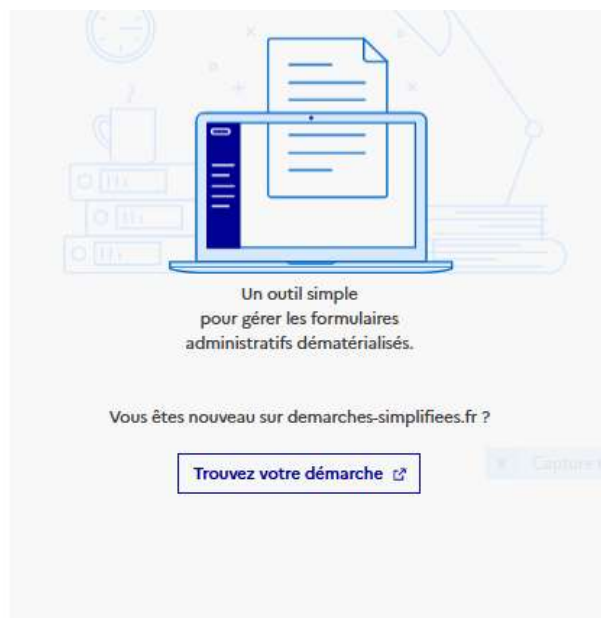 Un outil simple
pour gérer les formulaires
administratifs dématérialisés.
Vous êtes nouveau sur demarches-simplifiees.fr ?
Trouvez votre démarche
Capture